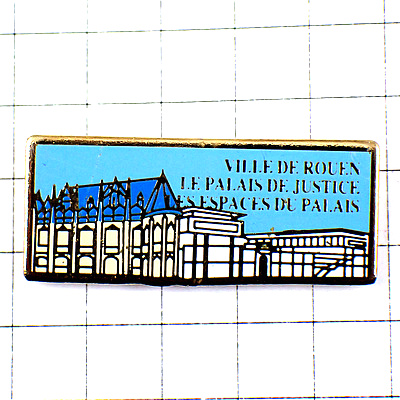 VILLE DE ROUEN
LE PALAIS DE JUSTICE
LES ESPACES DU PALAIS